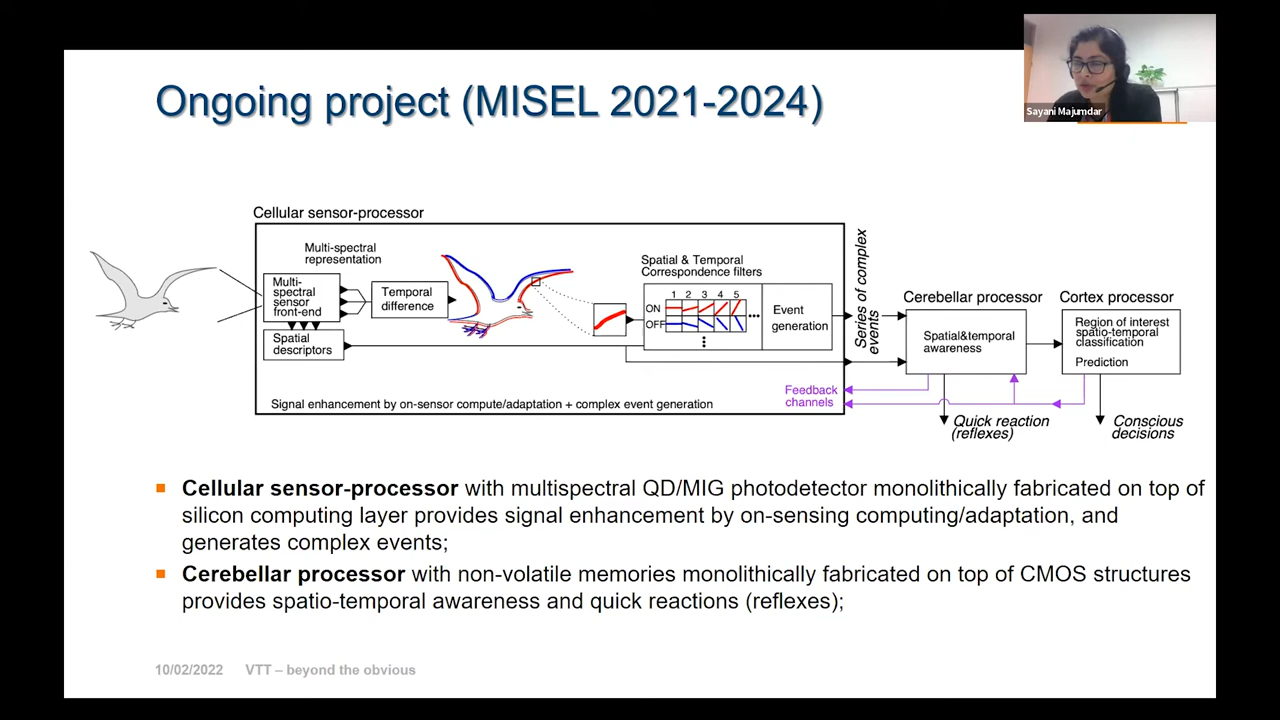 Ongoing project (MISEL 2021-2024)
Sayani Majumdar
Cellular sensor-processor
Multi-spectral
representation
Multi-
spectral
sensor
front-end
Temporal
difference
Spatial
descriptors
Spatial & Temporal
Correspondence filters
1 2 3 4 5
ON
OFF
Event
generation
Series of complex
events
Cerebellar processor
Spatial&temporal
awareness
Cortex processor
Region of interest
spatio-temporal
classification
Prediction
Feedback
channels
Signal enhancement by on-sensor compute/adaptation + complex event generation
Quick reaction
(reflexes)
Conscious
decisions
Cellular sensor-processor with multispectral QD/MIG photodetector monolithically fabricated on top of
silicon computing layer provides signal enhancement by on-sensing computing/adaptation, and
generates complex events;
Cerebellar processor with non-volatile memories monolithically fabricated on top of CMOS structures
provides spatio-temporal awareness and quick reactions (reflexes);
10/02/2022 VTT – beyond the obvious